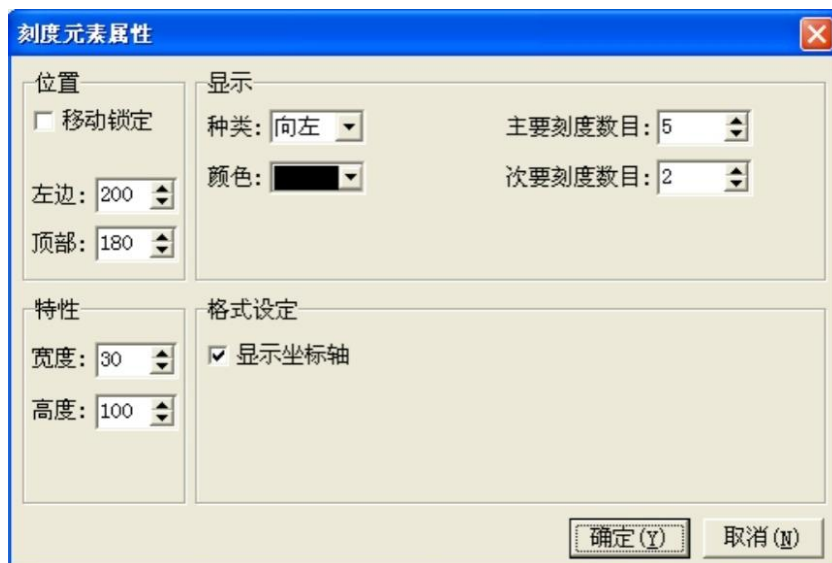 刻度元素属性
位置
移动锁定
左边: 200
顶部: 180
显示
种类: 向左
主要刻度数目: 5
颜色:
次要刻度数目: 2
特性
宽度: 30
高度: 100
格式设定
显示坐标轴
确定(Y)
取消(N)